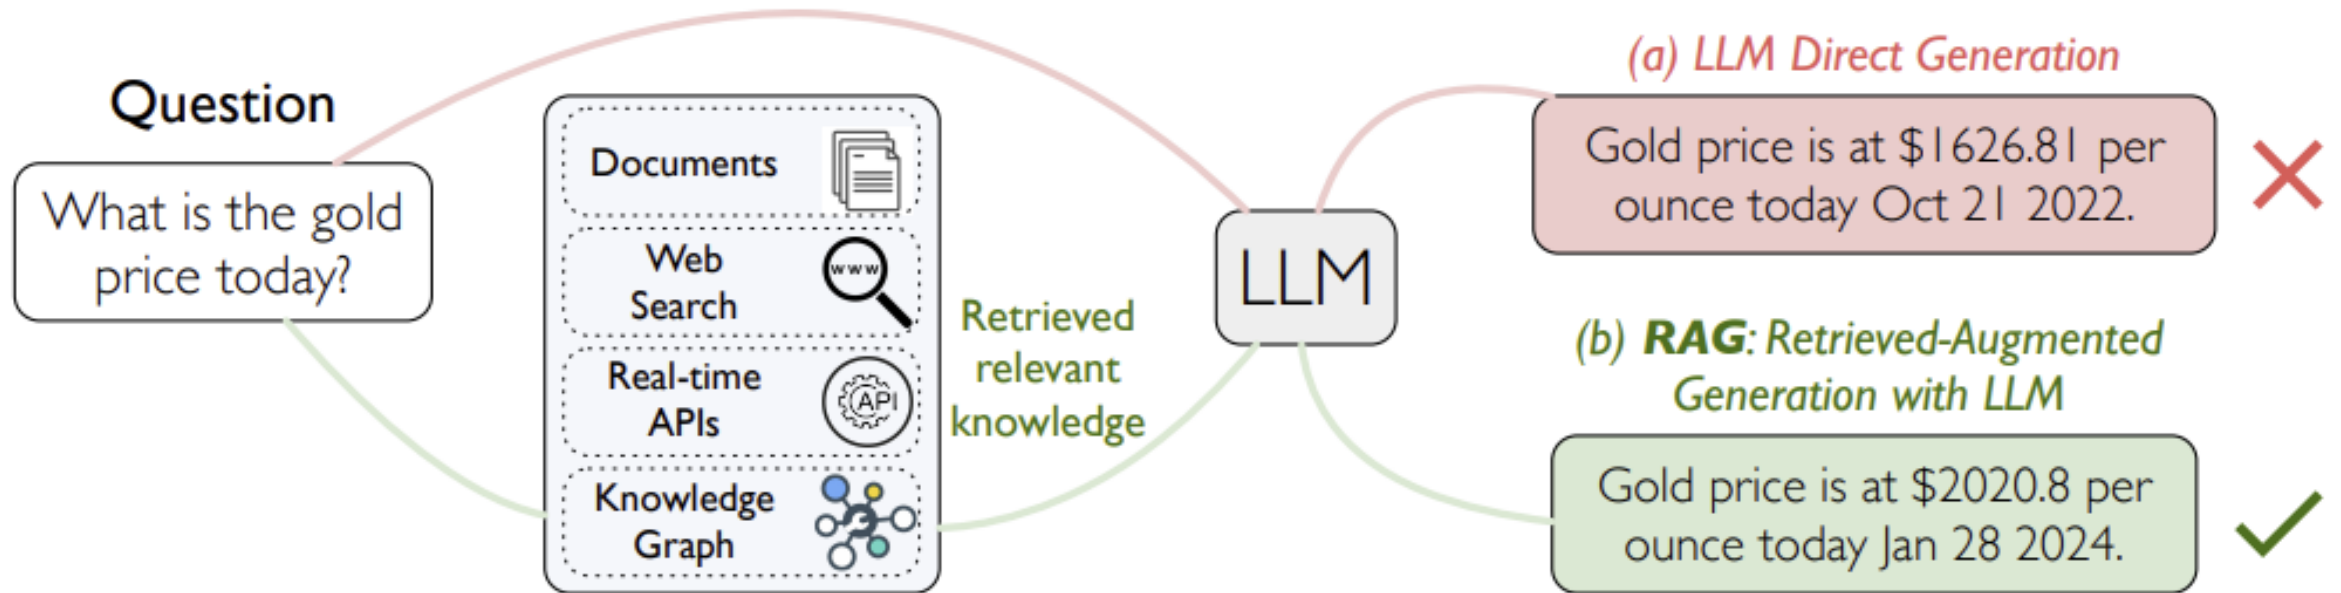 Question
What is the gold
price today?
Documents
Web
Search
www
Real-time
APIs
API
Knowledge
Graph
Retrieved
relevant
knowledge
LLM
(a) LLM Direct Generation
Gold price is at $1626.81 per
ounce today Oct 21 2022.
(b) RAG: Retrieved-Augmented
Generation with LLM
Gold price is at $2020.8 per
ounce today Jan 28 2024.